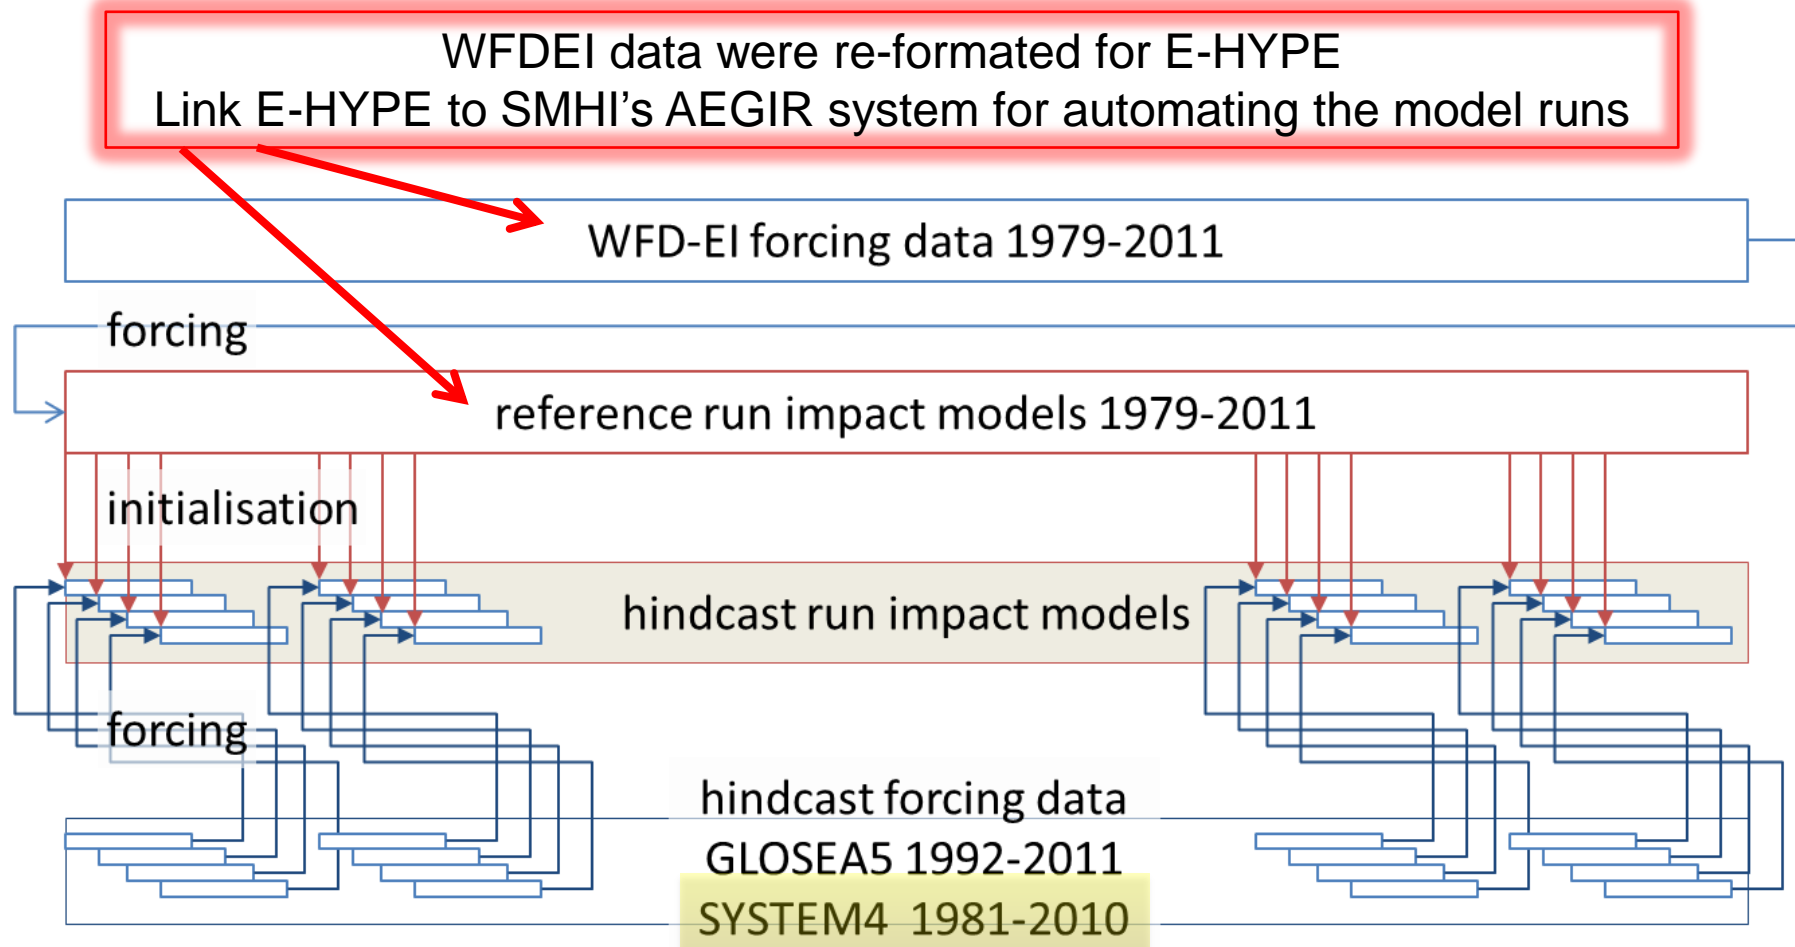 WFDEI data were re-formated for E-HYPE
Link E-HYPE to SMHI's AEGIR system for automating the model runs
WFD-EI forcing data 1979-2011
forcing
reference run impact models 1979-2011
initialisation
hindcast run impact models
forcing
hindcast forcing data
GLOSEA5 1992-2011
SYSTEM4 1981-2010